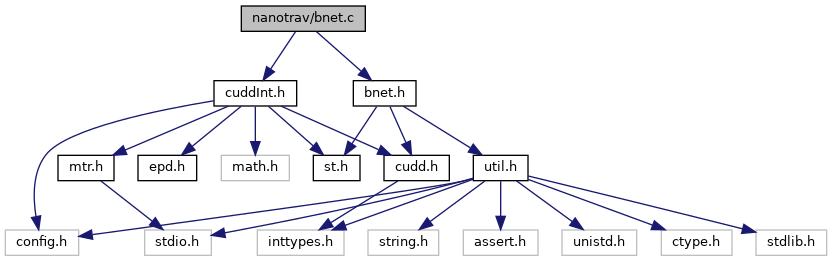 nanotrav/bnet.c
cuddInt.h
bnet.h
mtr.h
epd.h
math.h
st.h
cudd.h
util.h
config.h
stdio.h
inttypes.h
string.h
assert.h
unistd.h
ctype.h
stdlib.h